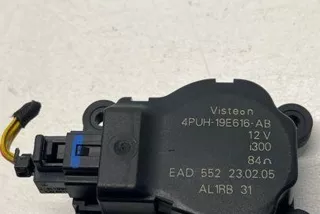 Visteon
4PUH-19E616-AB
12 V
i300
84Ω
EAD 552 23.02.05
AL1RB 31